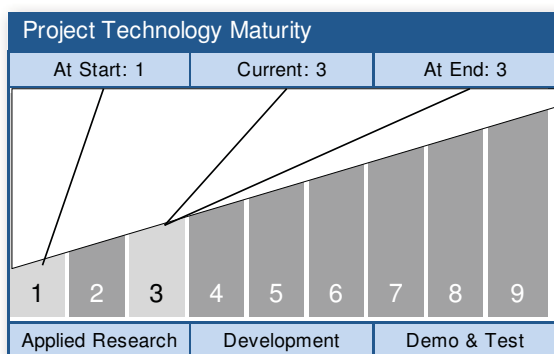 Project Technology Maturity
At Start: 1 Current: 3 At End: 3
1 2 3 4 5 6 7 8 9
Applied Research Development Demo & Test